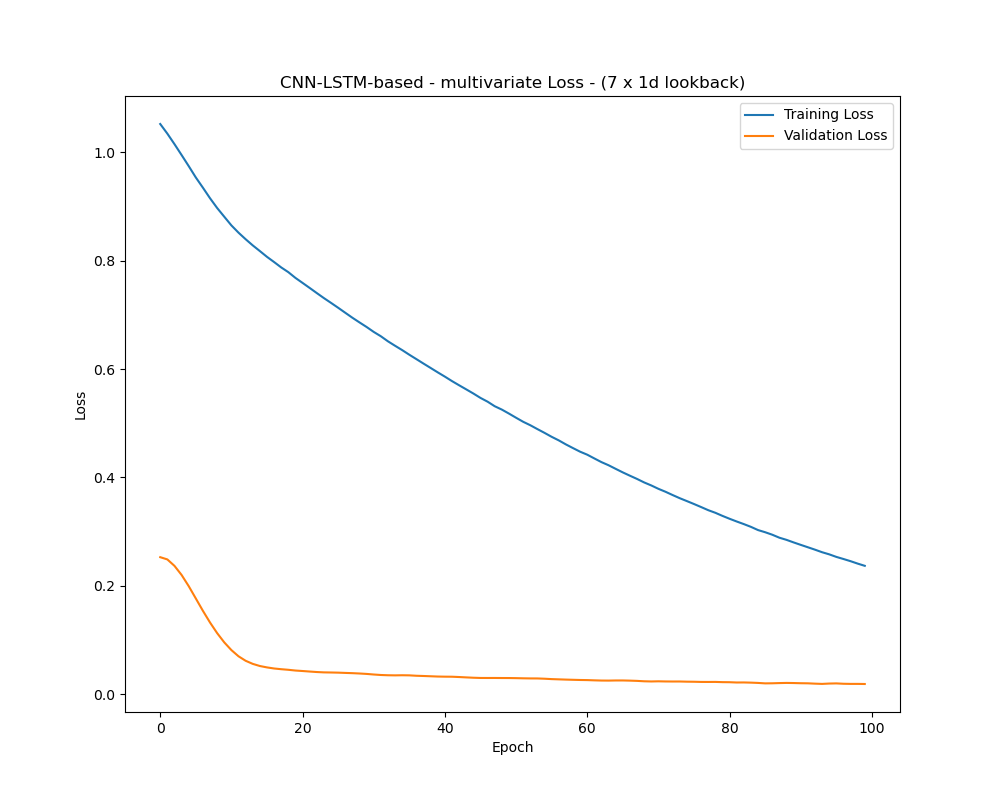 CNN-LSTM-based - multivariate Loss - (7 x 1d lookback)
Training Loss
Validation Loss
Loss
1.0
0.8
0.6
0.4
0.2
0.0
0 20 40 60 80 100
Epoch